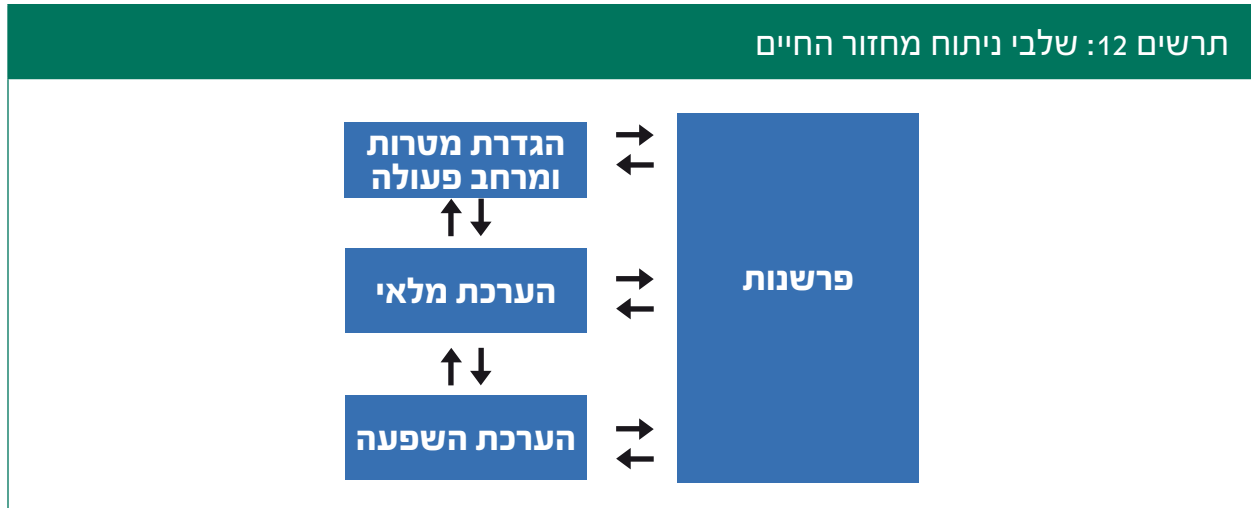 תרשים 12: שלבי ניתוח מחזור החיים
הגדרת מטרות
ומרחב פעולה
הערכת מלאי
הערכת השפעה
פרשנות